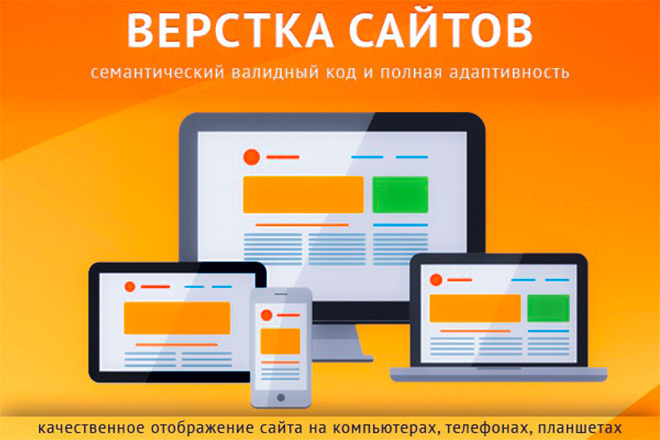 ВЕРСТКА САЙТОВ
семантический валидный код и полная адаптивность
качественное отображение сайта на компьютерах, телефонах, планшетах